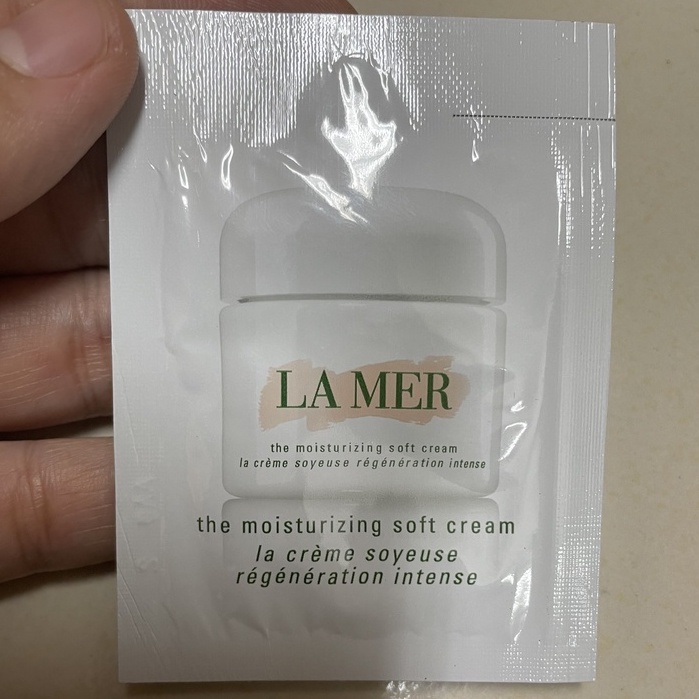 LA MER
the moisturizing soft cream
la crème soyeuse régénération intense
the moisturizing soft cream
la crème soyeuse
régénération intense